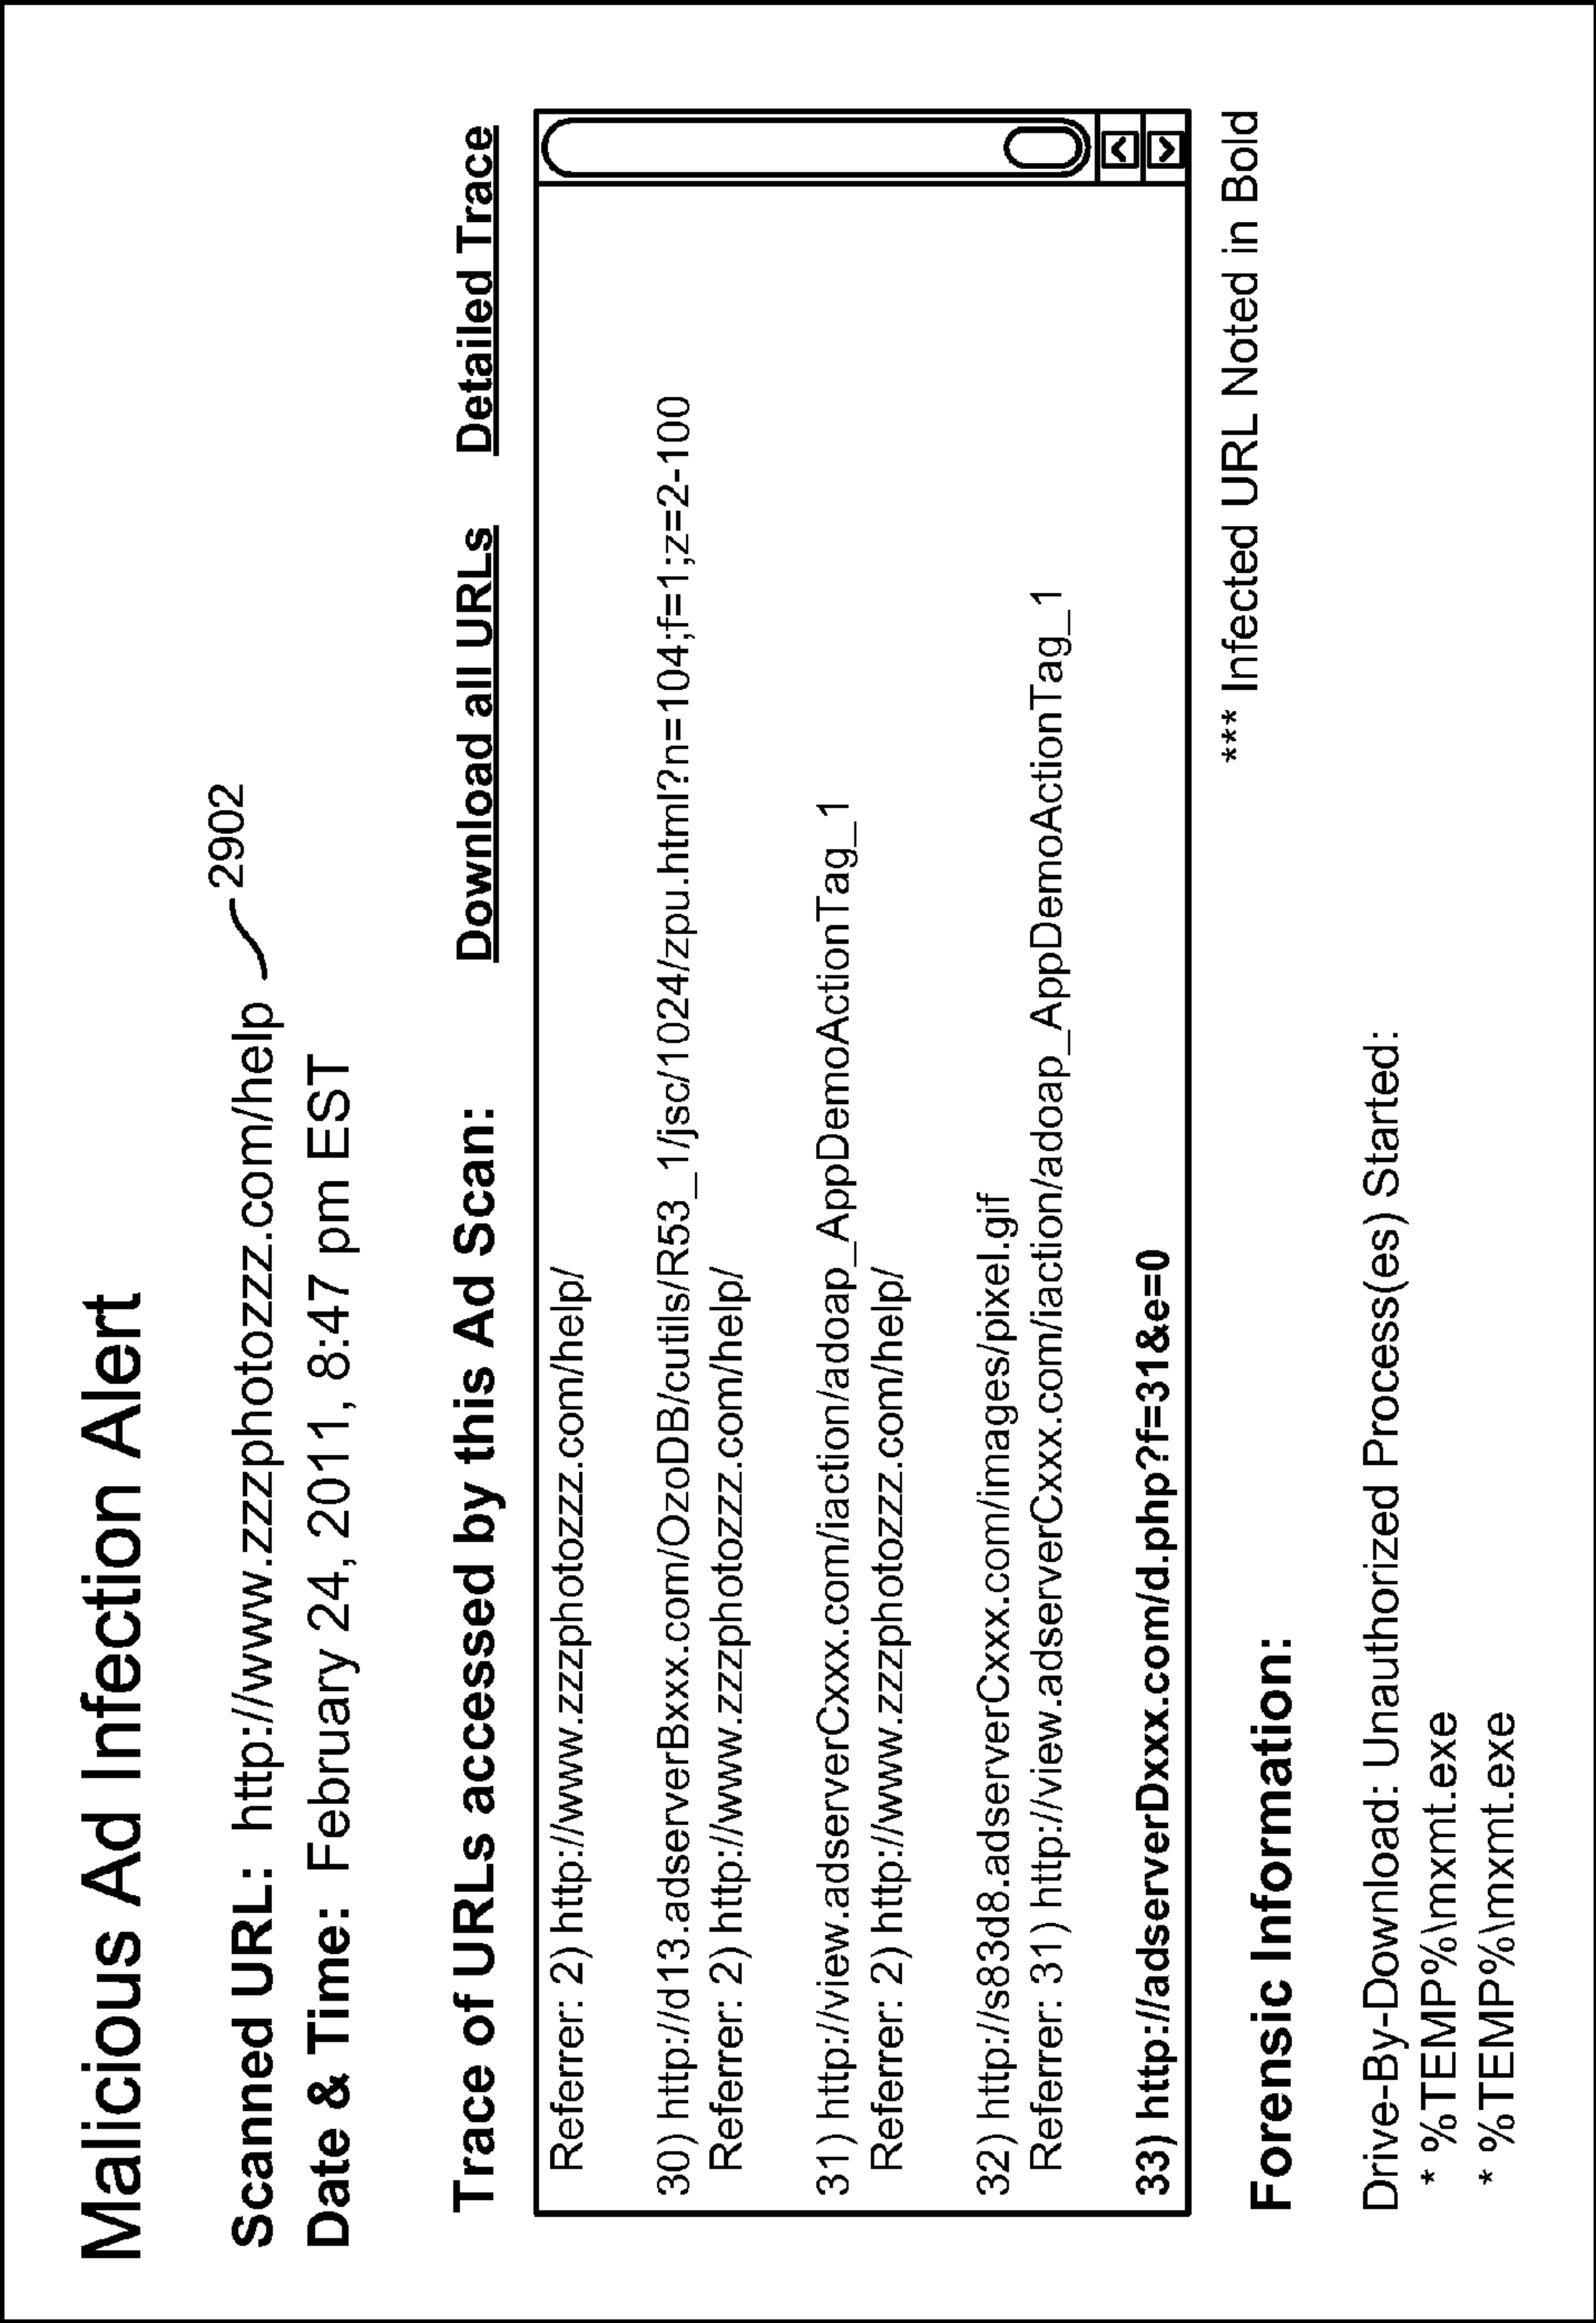 Malicious Ad Infection Alert
Scanned URL: http://www.zzzphotozzz.com/help 2902
Date & Time: February 24, 2011, 8:47 pm EST
Trace of URLs accessed by this Ad Scan: Download all URLs Detailed Trace
Referrer: 2) http://www.zzzphotozzz.com/help/
30) http://d13.adserverBxxx.com/OzoDB/cutils/R53_1/jsc/1024/zpu.html?n=104;f=1;z=2-100
Referrer: 2) http://www.zzzphotozzz.com/help/
31) http://view.adserverCxxx.com/iaction/adoap_AppDemoActionTag_1
Referrer: 2) http://www.zzzphotozzz.com/help/
32) http://s83d8.adserverCxxx.com/images/pixel.gif
Referrer: 31) http://view.adserverCxxx.com/iaction/adoap_AppDemoActionTag_1
33) http://adserverDxxx.com/d.php?f=31&e=0
*** Infected URL Noted in Bold
Forensic Information:
Drive-By-Download: Unauthorized Process(es) Started:
* %TEMP%\mxmt.exe
* %TEMP%\mxmt.exe